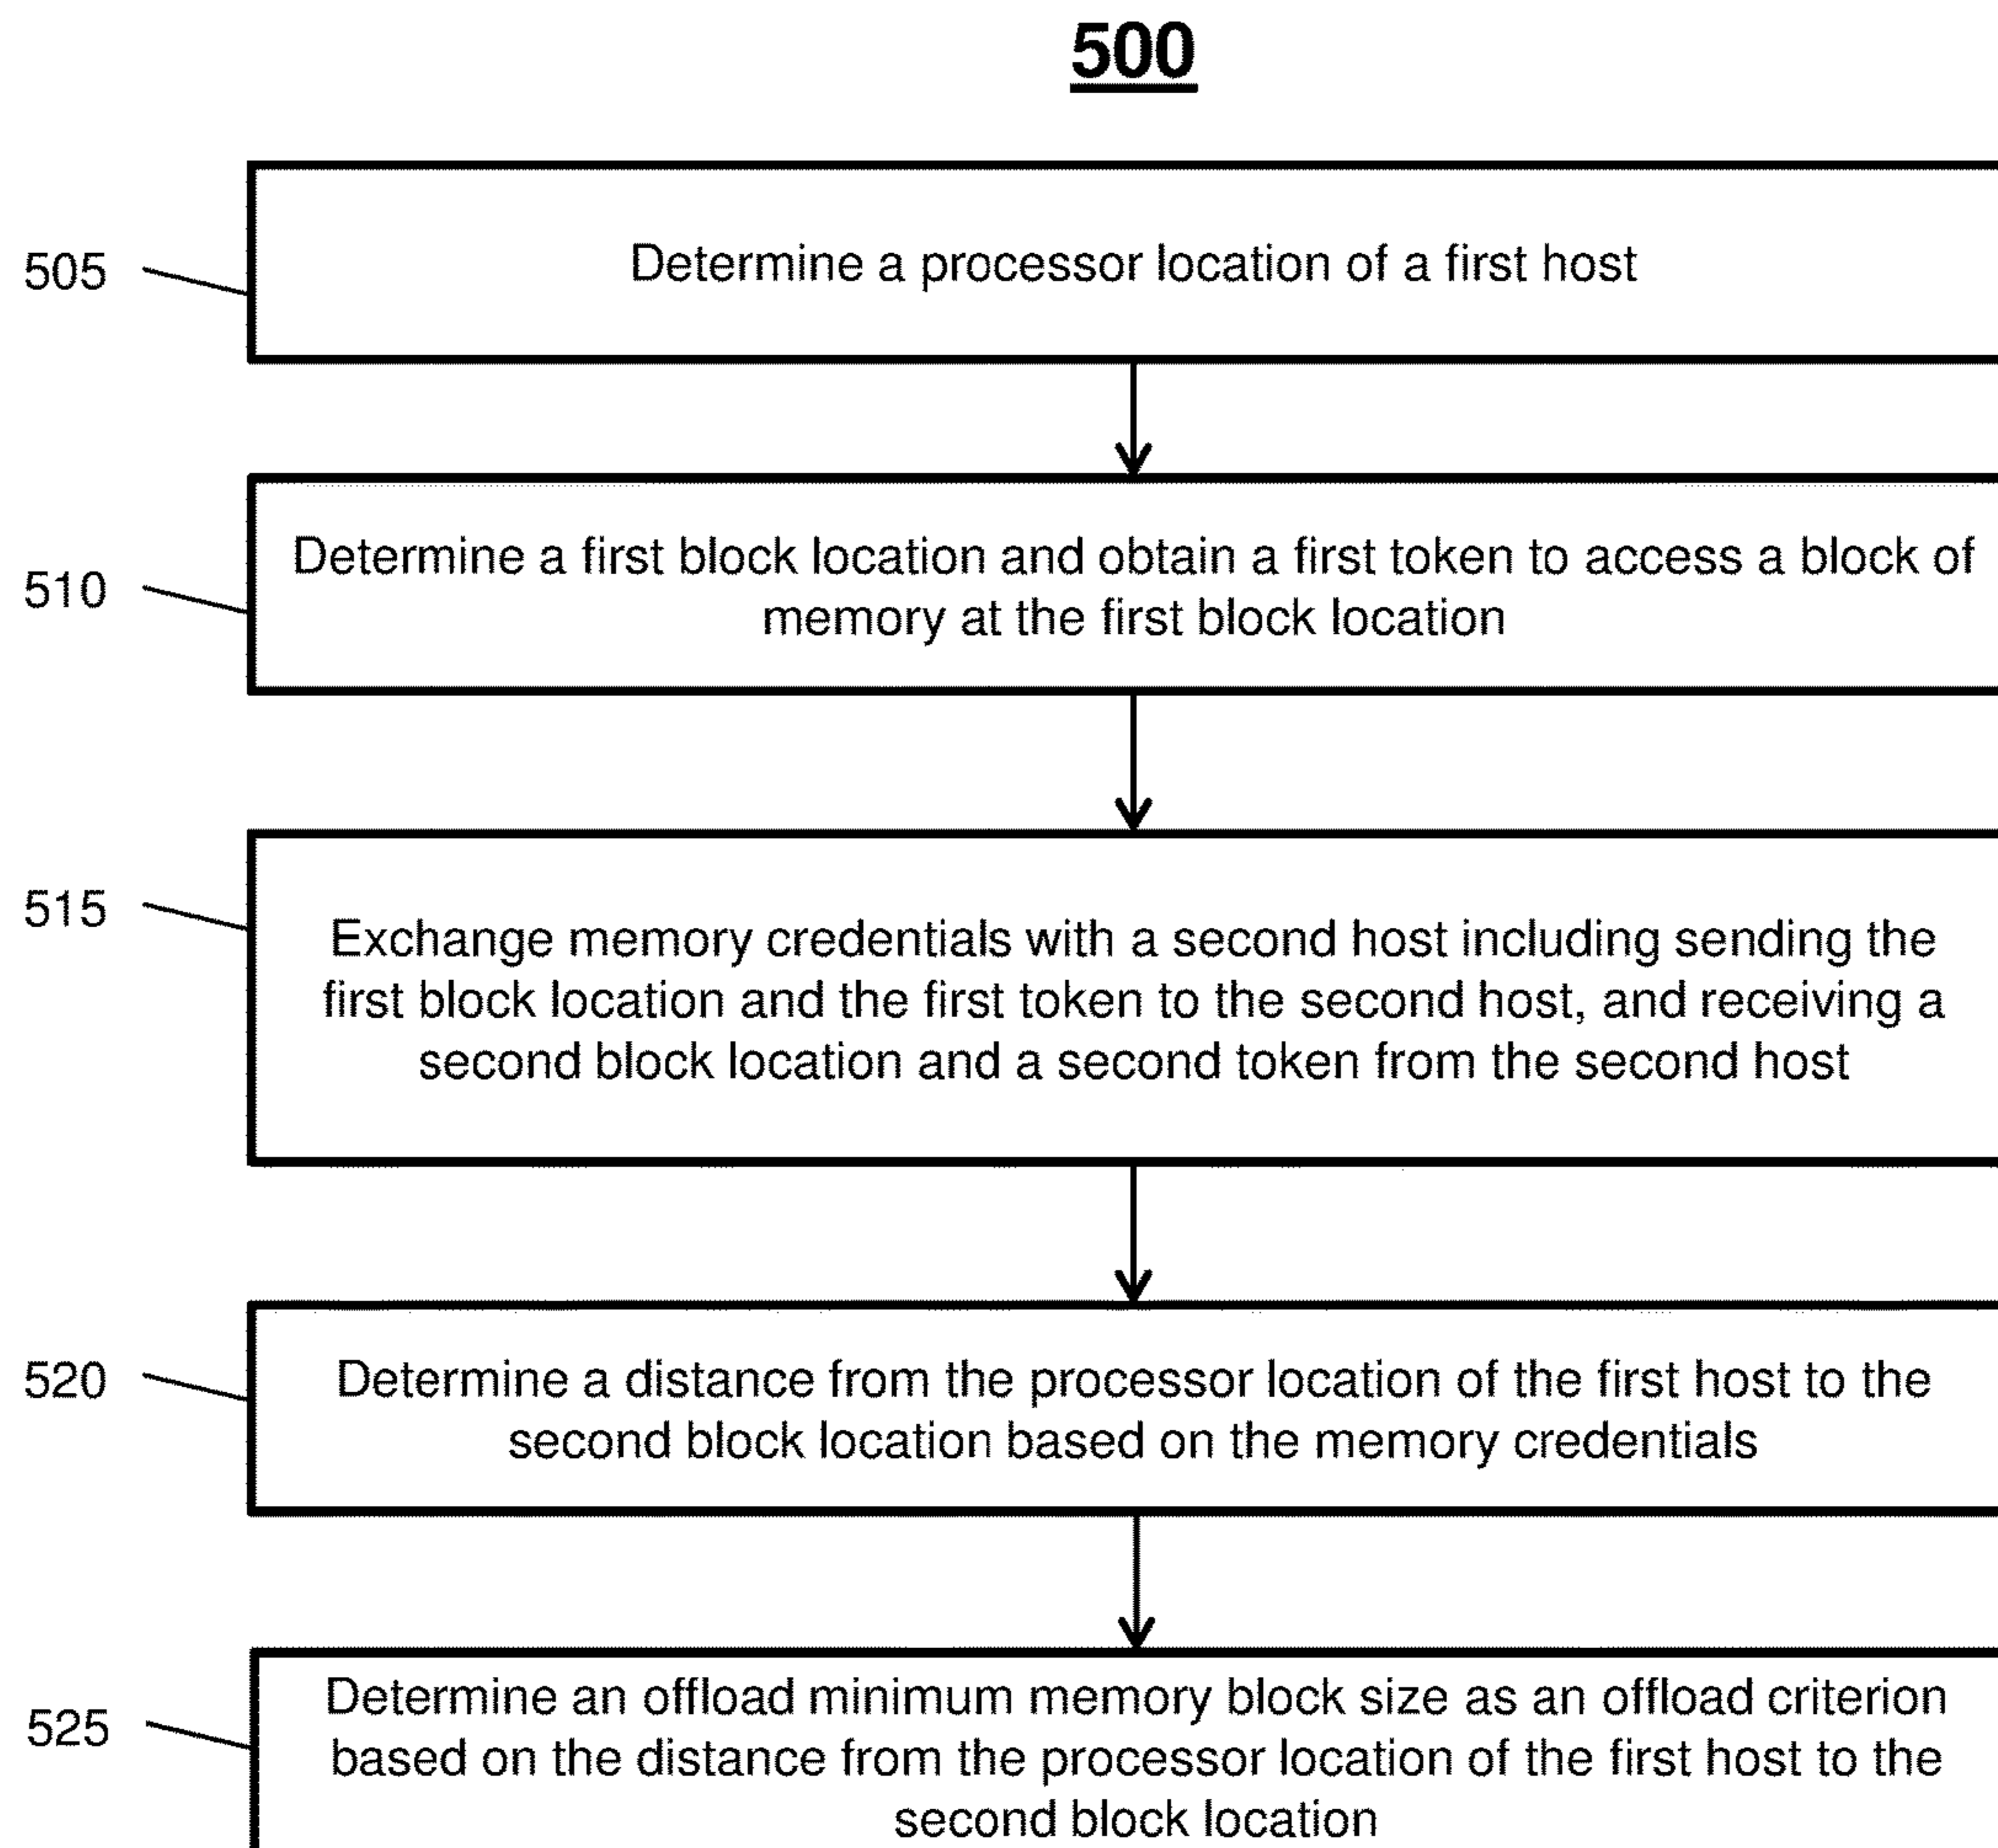 500
505
Determine a processor location of a first host
510
Determine a first block location and obtain a first token to access a block of
memory at the first block location
515
Exchange memory credentials with a second host including sending the
first block location and the first token to the second host, and receiving a
second block location and a second token from the second host
520
Determine a distance from the processor location of the first host to the
second block location based on the memory credentials
525
Determine an offload minimum memory block size as an offload criterion
based on the distance from the processor location of the first host to the
second block location